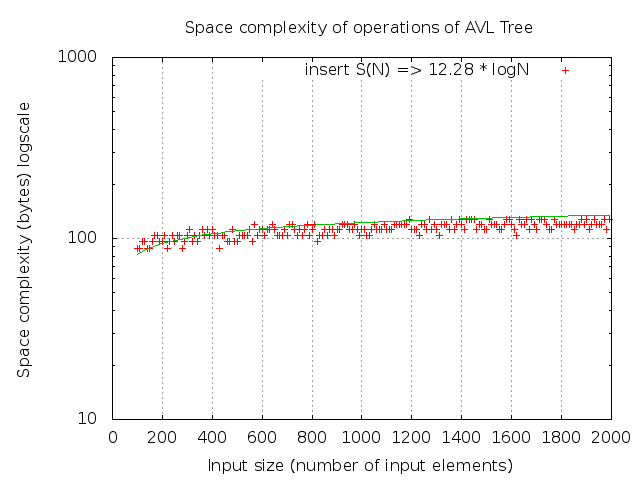 Space complexity of operations of AVL Tree
insert S(N) => 12.28 * logN
Space complexity (bytes) logscale
1000
100
10
0 200 400 600 800 1000 1200 1400 1600 1800 2000
Input size (number of input elements)